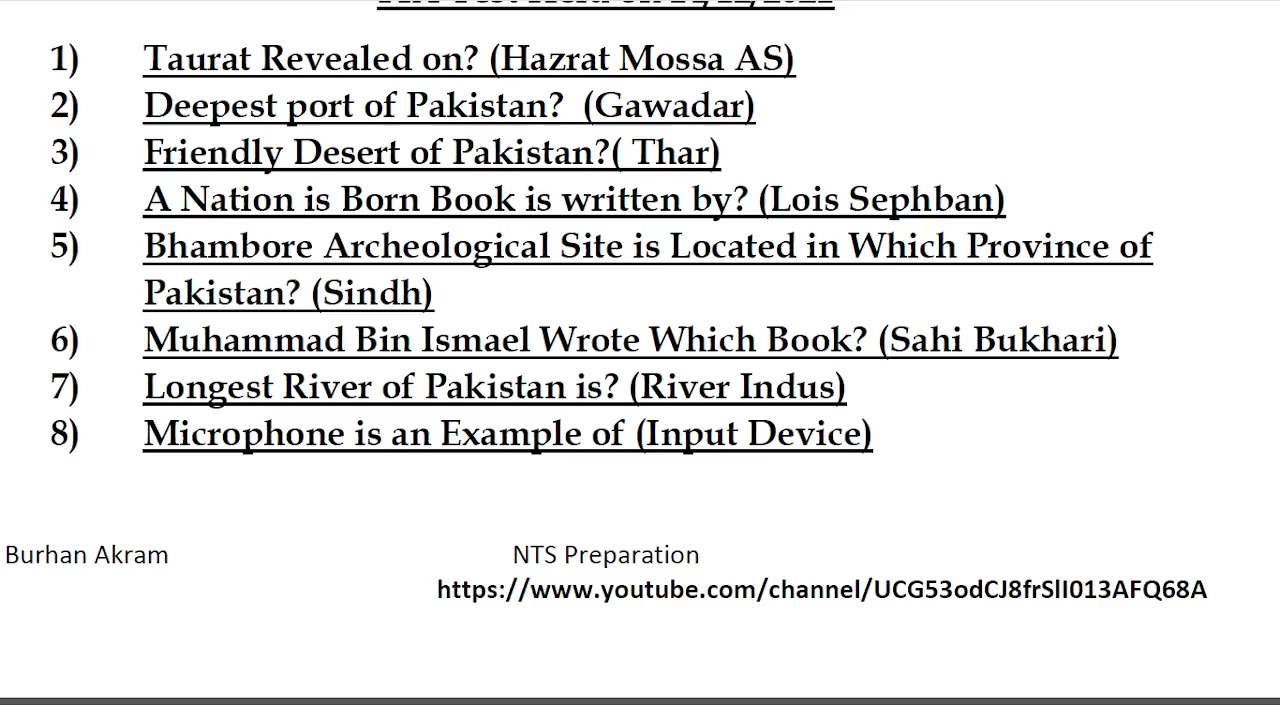 1) Taurat Revealed on? (Hazrat Mossa AS)
2) Deepest port of Pakistan? (Gawadar)
3) Friendly Desert of Pakistan?( Thar)
4) A Nation is Born Book is written by? (Lois Sephban)
5) Bhambore Archeological Site is Located in Which Province of
Pakistan? (Sindh)
6) Muhammad Bin Ismael Wrote Which Book? (Sahi Bukhari)
7) Longest River of Pakistan is? (River Indus)
8) Microphone is an Example of (Input Device)
Burhan Akram NTS Preparation
https://www.youtube.com/channel/UCG53odCJ8frSlI013AFQ68A